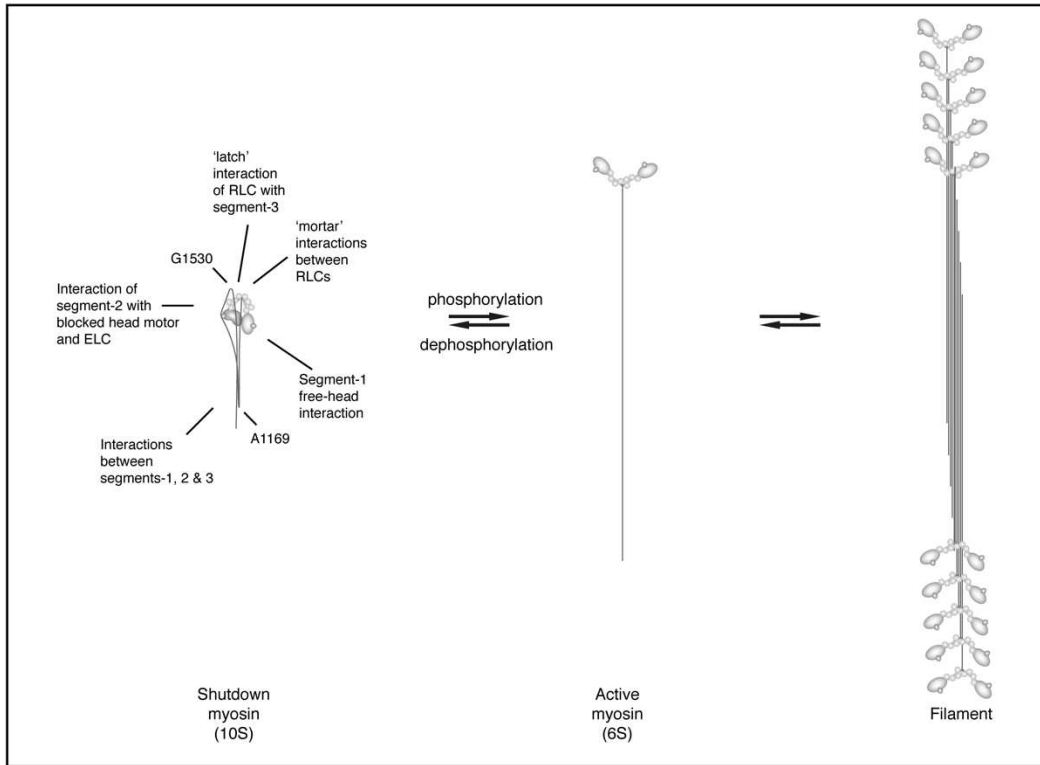 'latch'
interaction
of RLC with
segment-3
'mortar'
interactions
between
RLCs
G1530
Interaction of
segment-2 with
blocked head motor
and ELC
phosphorylation
dephosphorylation
Segment-1
free-head
interaction
A1169
Interactions
between
segments-1, 2 & 3
Shutdown
myosin
(10S)
Active
myosin
(6S)
Filament